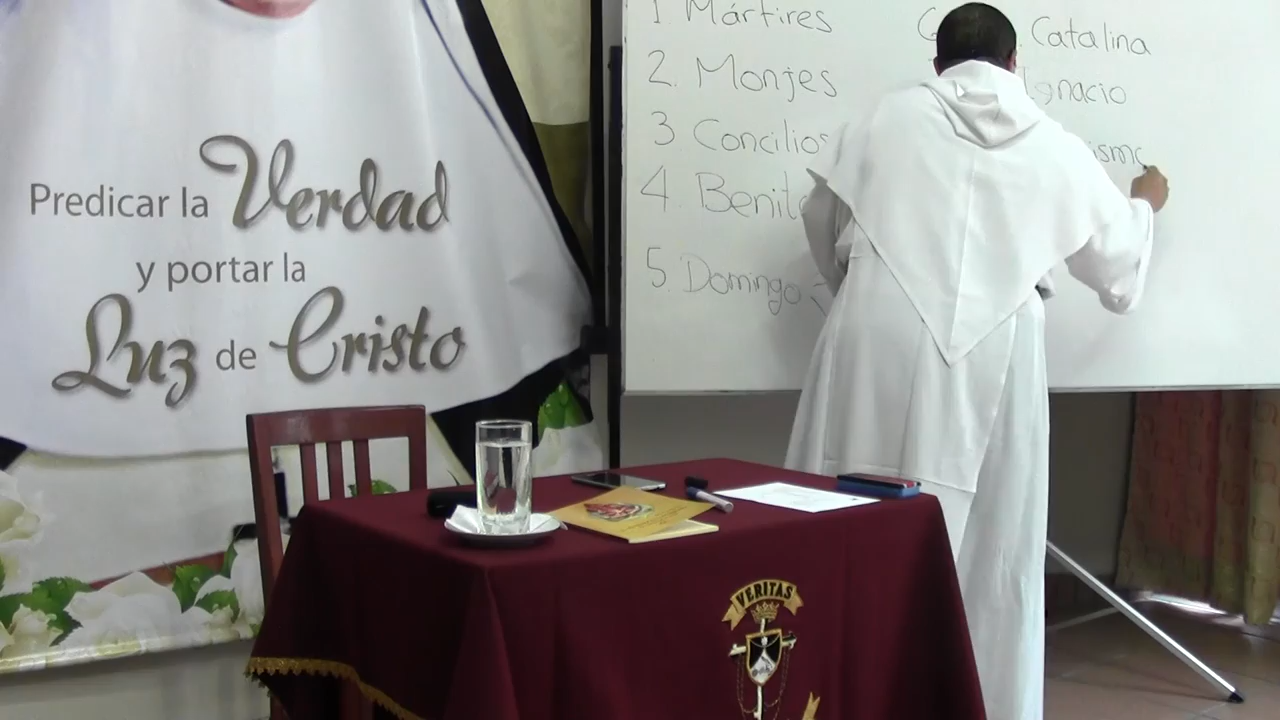 Predicar la Verdad
y portar la
Luz de Cristo
1 Mártires
2. Monjes
3 Concilios
4. Benito
5. Domingo
Catalina
Ignacio
VERITAS